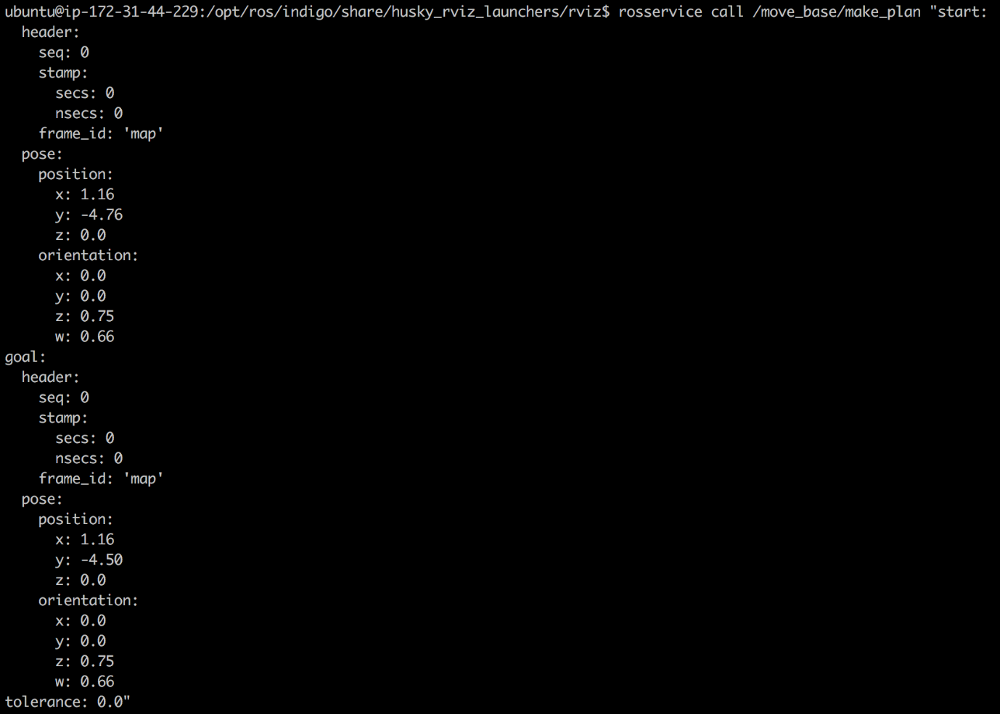 ubuntu@ip-172-31-44-229:/opt/ros/indigo/share/husky_rviz_launchers/rviz$ rosservice call /move_base/make_plan "start:
  header:
    seq: 0
    stamp:
      secs: 0
      nsecs: 0
    frame_id: 'map'
  pose:
    position:
      x: 1.16
      y: -4.76
      z: 0.0
    orientation:
      x: 0.0
      y: 0.0
      z: 0.75
      w: 0.66
goal:
  header:
    seq: 0
    stamp:
      secs: 0
      nsecs: 0
    frame_id: 'map'
  pose:
    position:
      x: 1.16
      y: -4.50
      z: 0.0
    orientation:
      x: 0.0
      y: 0.0
      z: 0.75
      w: 0.66
tolerance: 0.0"